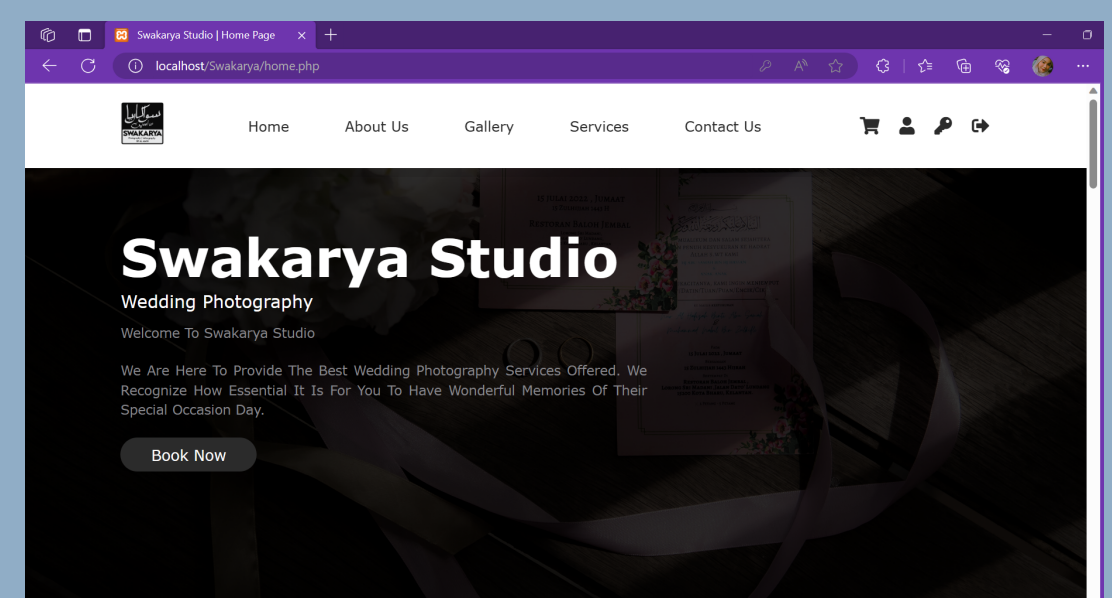 Swakarya Studio | Home Page
localhost/Swakarya/home.php
SWAKARYA
Home About Us Gallery Services Contact Us
Swakarya Studio
Wedding Photography
Welcome To Swakarya Studio
We Are Here To Provide The Best Wedding Photography Services Offered. We
Recognize How Essential It Is For You To Have Wonderful Memories Of Their
Special Occasion Day.
Book Now